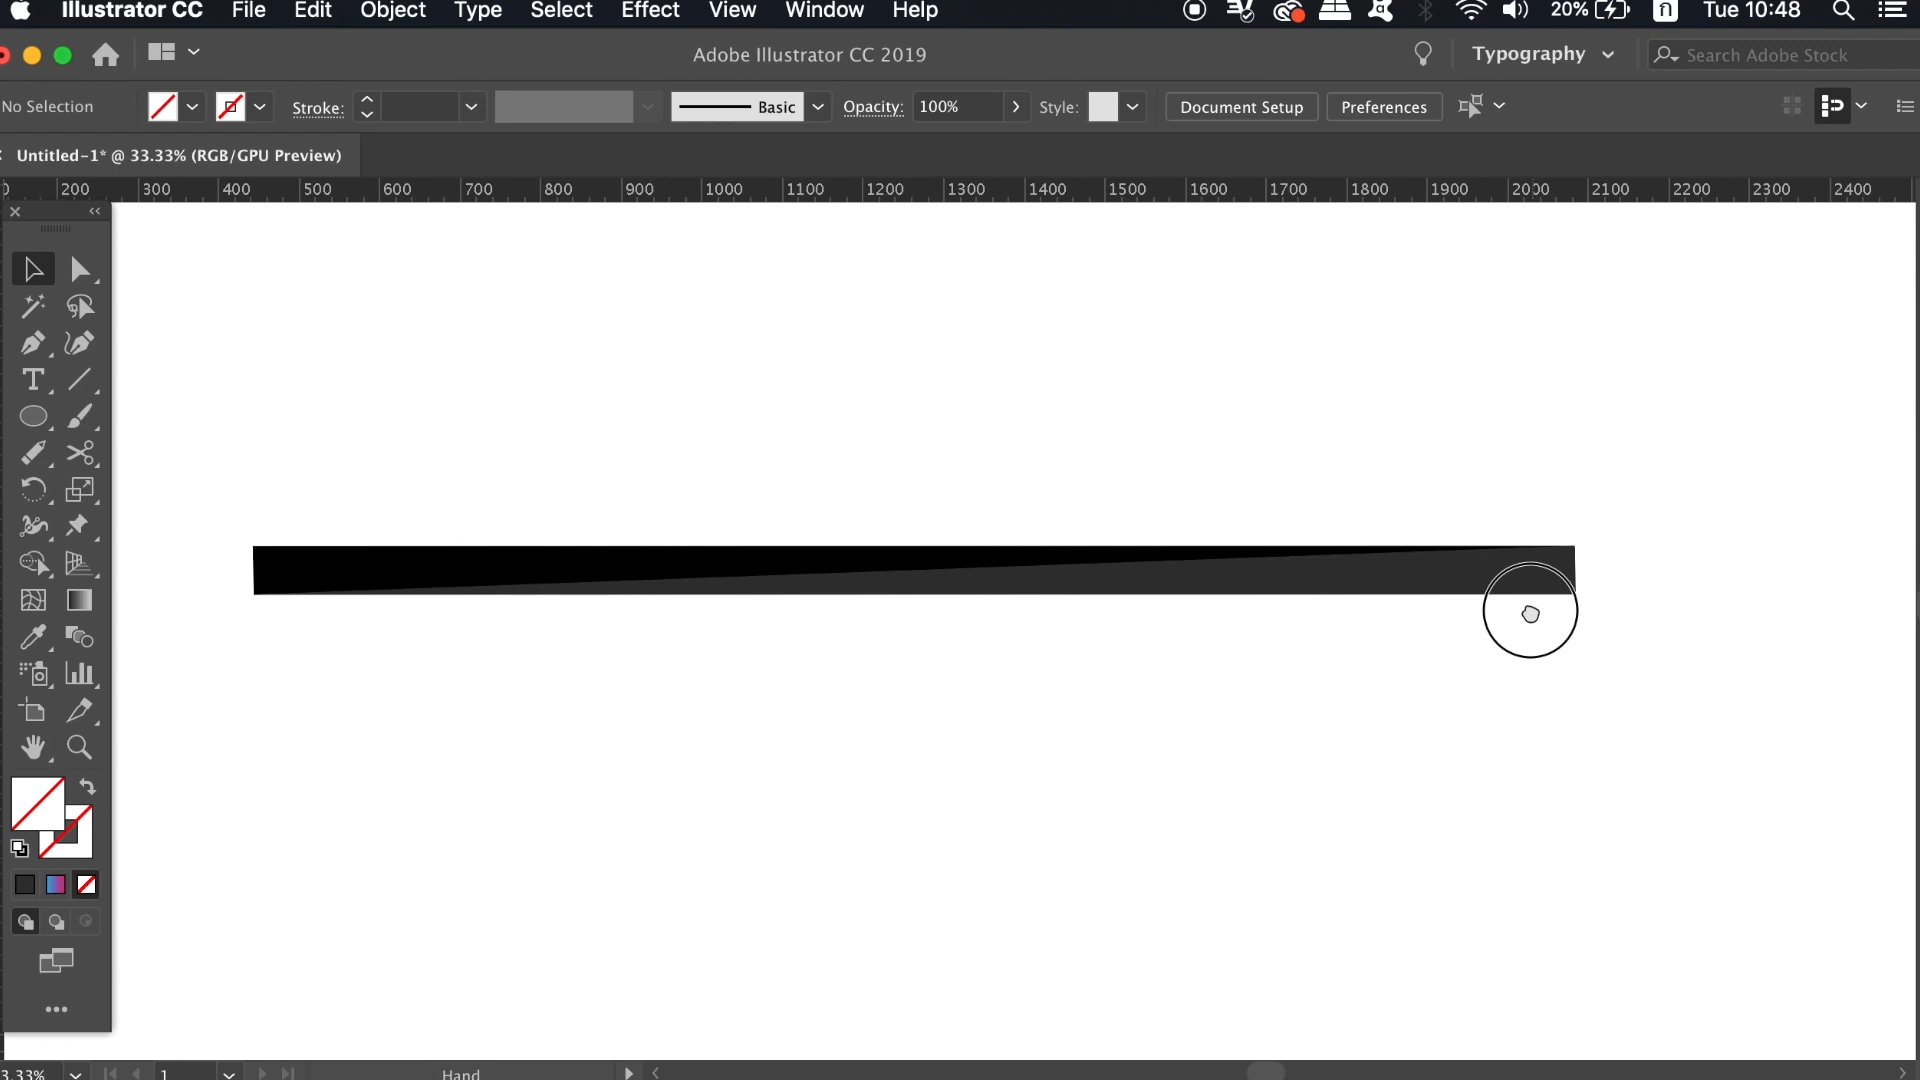 Illustrator CC File Edit Object Type Select Effect View Window Help 20% ก Tue 10:48
Adobe Illustrator CC 2019 Typography Search Adobe Stock
No Selection Stroke: Basic Opacity: 100% Style: Document Setup Preferences
Untitled-1* @ 33.33% (RGB/GPU Preview)
200 300 400 500 600 700 800 900 1000 1100 1200 1300 1400 1500 1600 1700 1800 1900 2000 2100 2200 2300 2400
3.33% 1 Hand